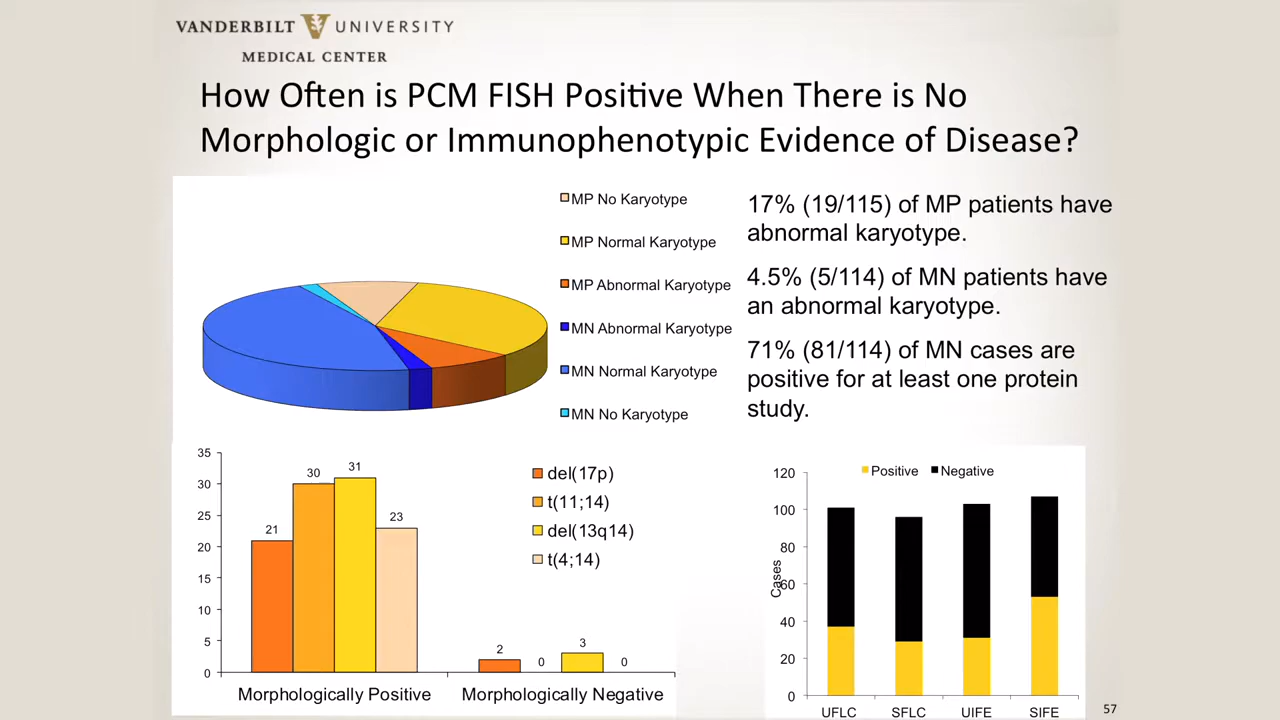 VANDERBILT UNIVERSITY
MEDICAL CENTER
How Often is PCM FISH Positive When There is No
Morphologic or Immunophenotypic Evidence of Disease?
MP No Karyotype
MP Normal Karyotype
MP Abnormal Karyotype
MN Abnormal Karyotype
MN Normal Karyotype
MN No Karyotype
17% (19/115) of MP patients have
abnormal karyotype.
4.5% (5/114) of MN patients have
an abnormal karyotype.
71% (81/114) of MN cases are
positive for at least one protein
study.
35
30
25
20
15
10
5
0
21
30
31
23
2
0
3
0
Morphologically Positive
Morphologically Negative
del(17p)
t(11;14)
del(13q14)
t(4;14)
Positive
Negative
Cases
120
100
80
60
40
20
0
UFLC
SFLC
UIFE
SIFE
57